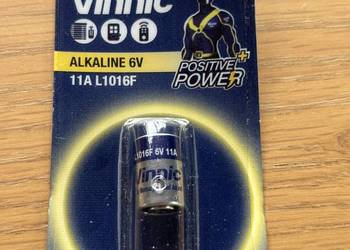 Vinnic
ALKALINE 6V
11A L1016F
POSITIVE
POWER+
L1016F 6V 11A
Vinnic